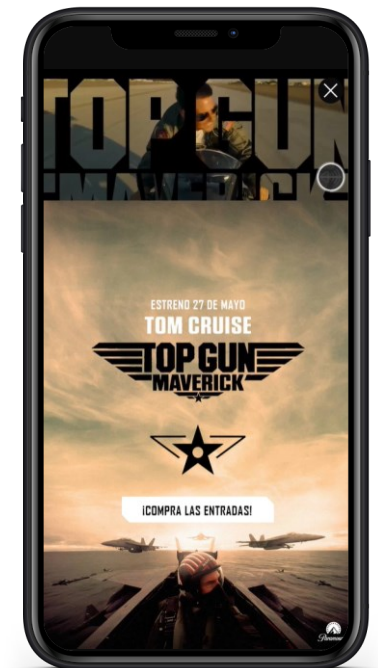 TOP GUN
MAVERICK
ESTRENO 27 DE MAYO
TOM CRUISE
TOP GUN
MAVERICK
¡COMPRA LAS ENTRADAS!
Paramount